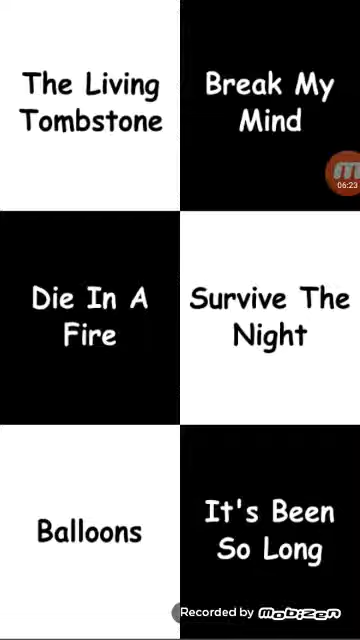 The Living
Tombstone
Break My
Mind
06:23
Die In A
Fire
Survive The
Night
Balloons
It's Been
So Long
Recorded by mobizen